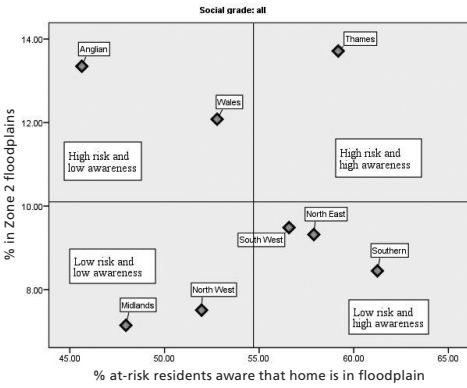 Social grade: all
% in Zone 2 floodplains
14.00
12.00
10.00
8.00
Anglian
Thames
Wales
High risk and
low awareness
High risk and
high awareness
North East
South West
Southern
Low risk and
low awareness
North West
Midlands
Low risk and
high awareness
45.00
50.00
55.00
60.00
65.00
% at-risk residents aware that home is in floodplain